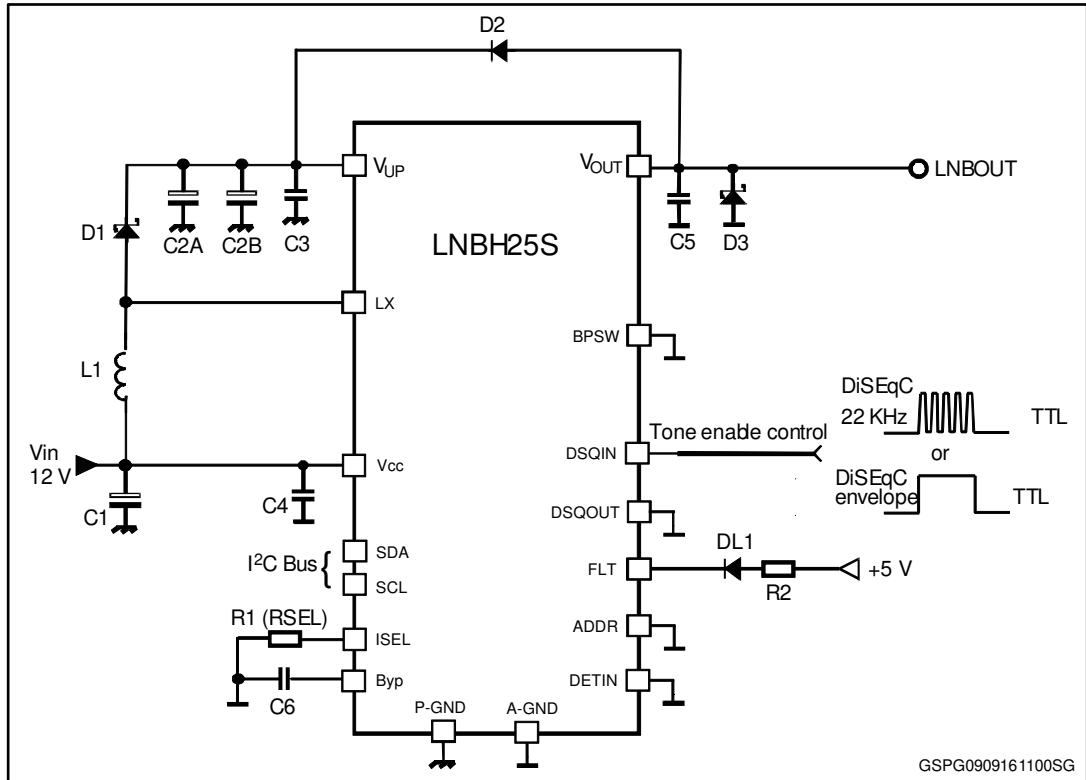 D2
VUP
VOUT
LNBOUT
D1
C2A
C2B
C3
LNBH25S
C5
D3
LX
BPSW
L1
DiSEqC
22 KHz
TTL
Tone enable control
or
Vin
12 V
Vcc
DSQIN
DiSEqC
envelope
TTL
C1
C4
DSQOUT
I²C Bus {
SDA
SCL
FLT
DL1
R2
+5 V
R1 (RSEL)
ISEL
ADDR
C6
Byp
DETIN
P-GND
A-GND
GSPG0909161100SG